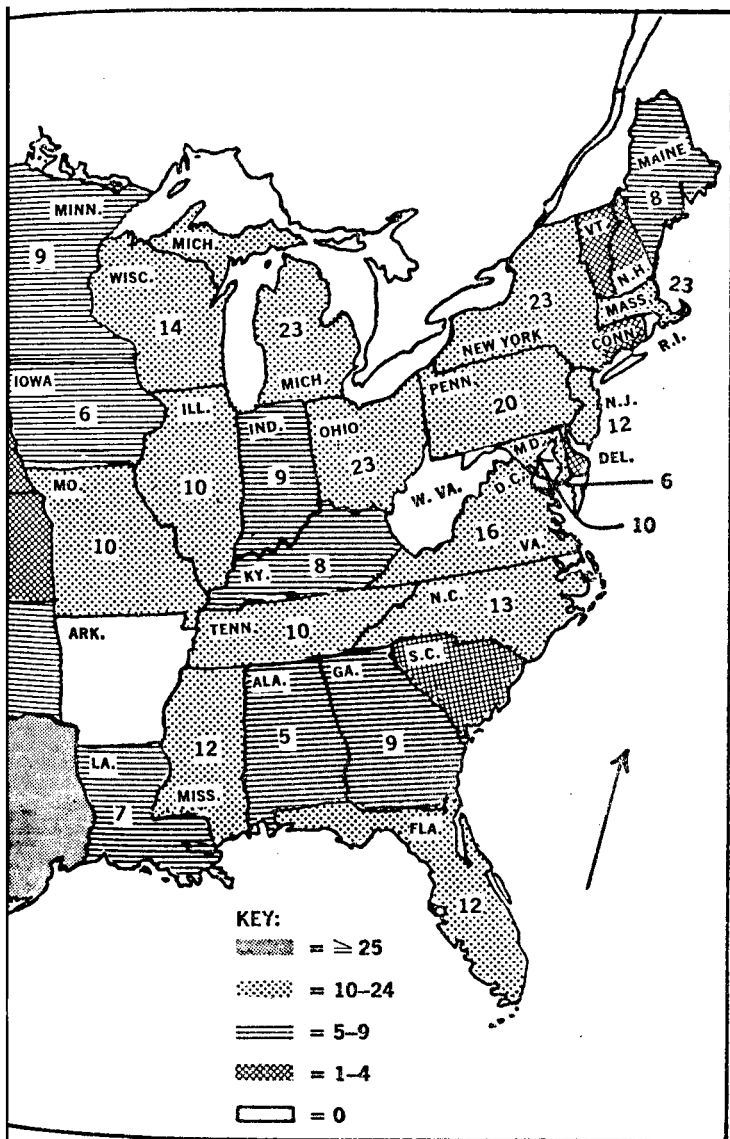 MAINE
8
MINN.
9
VT.
N.H.
MICH.
WISC.
14
23
MICH.
23
NEW YORK
MASS.
23
CONN.
R.I.
IOWA
6
ILL.
10
IND.
9
OHIO
23
PENN.
20
N.J.
12
MD.
DEL.
D.C.
6
10
W. VA.
MO.
10
KY.
8
16
VA.
ARK.
TENN.
10
N.C.
13
S.C.
ALA.
5
GA.
9
12
MISS.
LA.
7
FLA.
12
KEY:
= ≧ 25
= 10–24
= 5–9
= 1–4
= 0